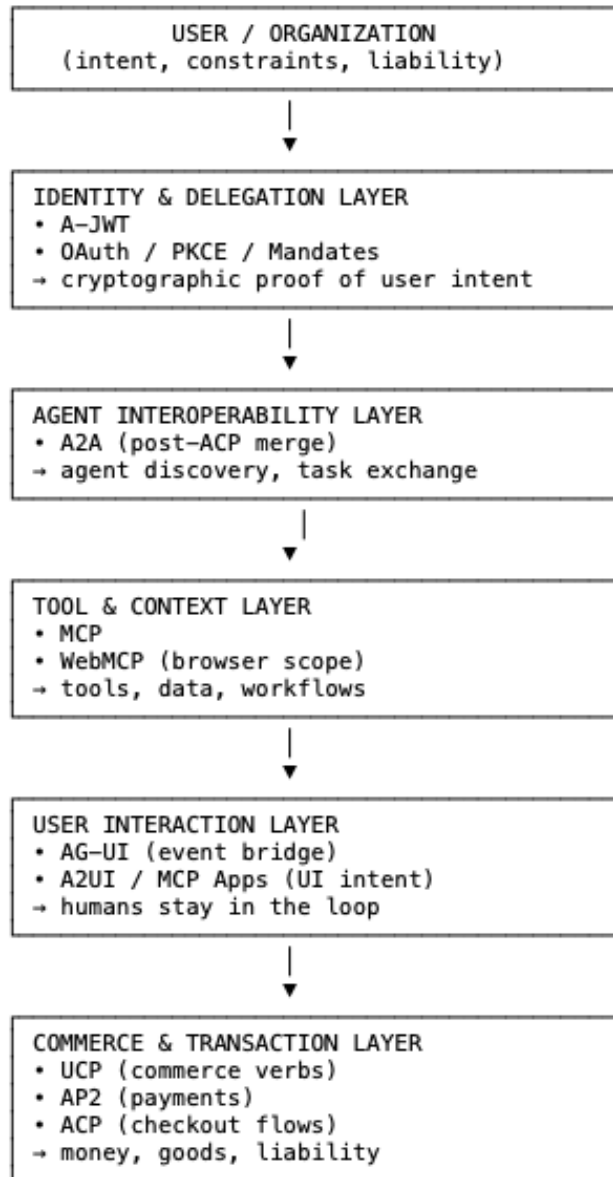 USER / ORGANIZATION
(intent, constraints, liability)
IDENTITY & DELEGATION LAYER
• A-JWT
• OAuth / PKCE / Mandates
→ cryptographic proof of user intent
AGENT INTEROPERABILITY LAYER
• A2A (post-ACP merge)
→ agent discovery, task exchange
TOOL & CONTEXT LAYER
• MCP
• WebMCP (browser scope)
→ tools, data, workflows
USER INTERACTION LAYER
• AG-UI (event bridge)
• A2UI / MCP Apps (UI intent)
→ humans stay in the loop
COMMERCE & TRANSACTION LAYER
• UCP (commerce verbs)
• AP2 (payments)
• ACP (checkout flows)
→ money, goods, liability